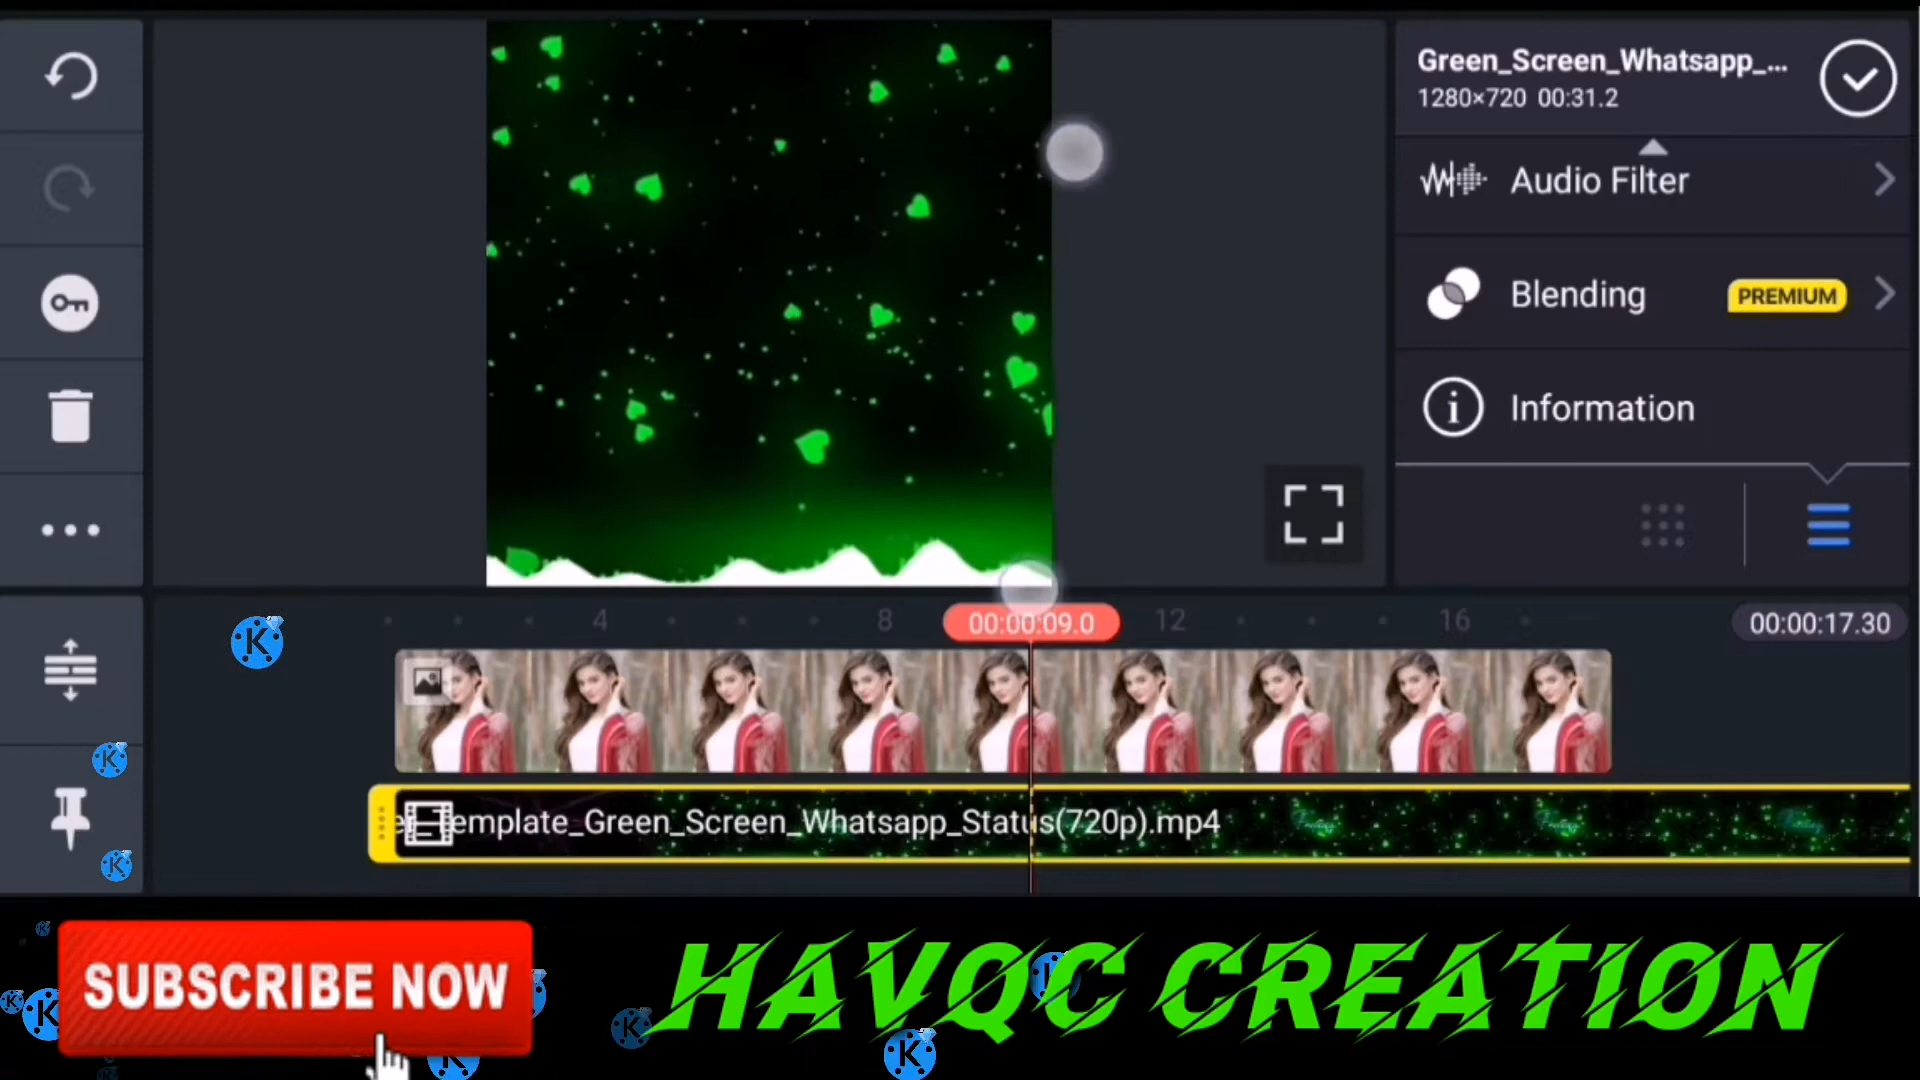 Green_Screen_Whatsapp_...
1280×720 00:31.2
Audio Filter
Blending PREMIUM
Information
4 8 00:00:09.0 12 16 00:00:17.30
Template_Green_Screen_Whatsapp_Status(720p).mp4
SUBSCRIBE NOW
HAVQC CREATION